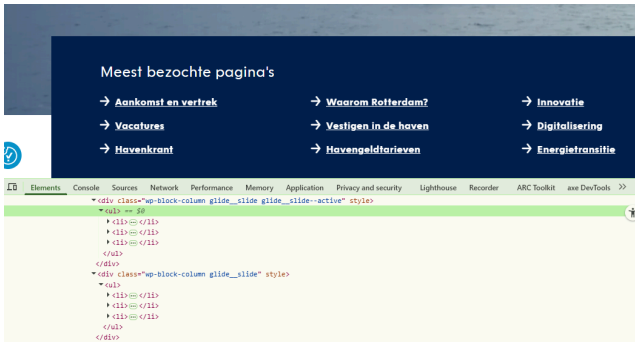 Meest bezochte pagina's
→ Aankomst en vertrek → Waarom Rotterdam? → Innovatie
→ Vacatures → Vestigen in de haven → Digitalisering
→ Havenkrant → Havengeldtarieven → Energietransitie
Elements Console Sources Network Performance Memory Application Privacy and security Lighthouse Recorder ARC Toolkit axe DevTools >>
▼<div class="wp-block-column glide__slide glide__slide--active" style>
▼<ul> == $0
▶<li>⋯</li>
▶<li>⋯</li>
▶<li>⋯</li>
</ul>
</div>
▼<div class="wp-block-column glide__slide" style>
▼<ul>
▶<li>⋯</li>
▶<li>⋯</li>
▶<li>⋯</li>
</ul>
</div>